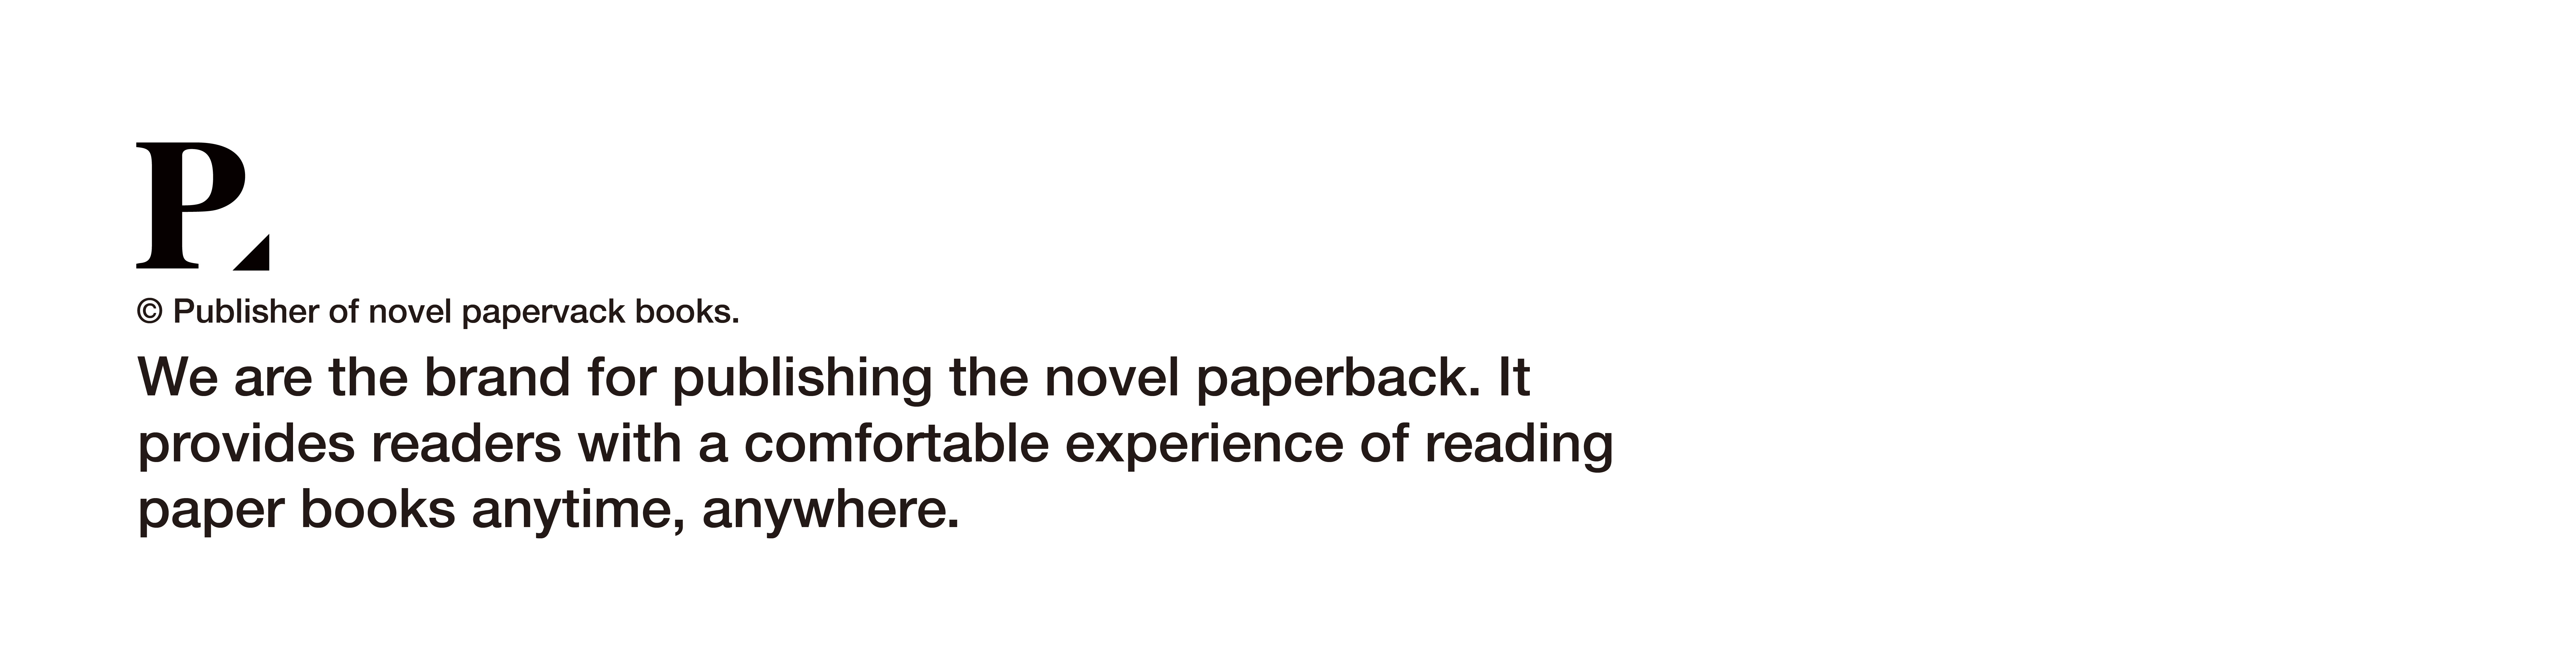 P
© Publisher of novel papervack books.
We are the brand for publishing the novel paperback. It
provides readers with a comfortable experience of reading
paper books anytime, anywhere.